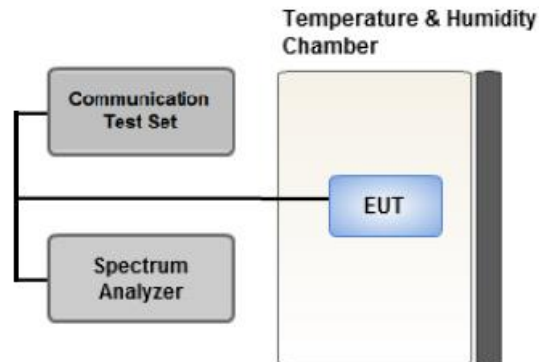 Temperature & Humidity
Chamber
Communication
Test Set
EUT
Spectrum
Analyzer